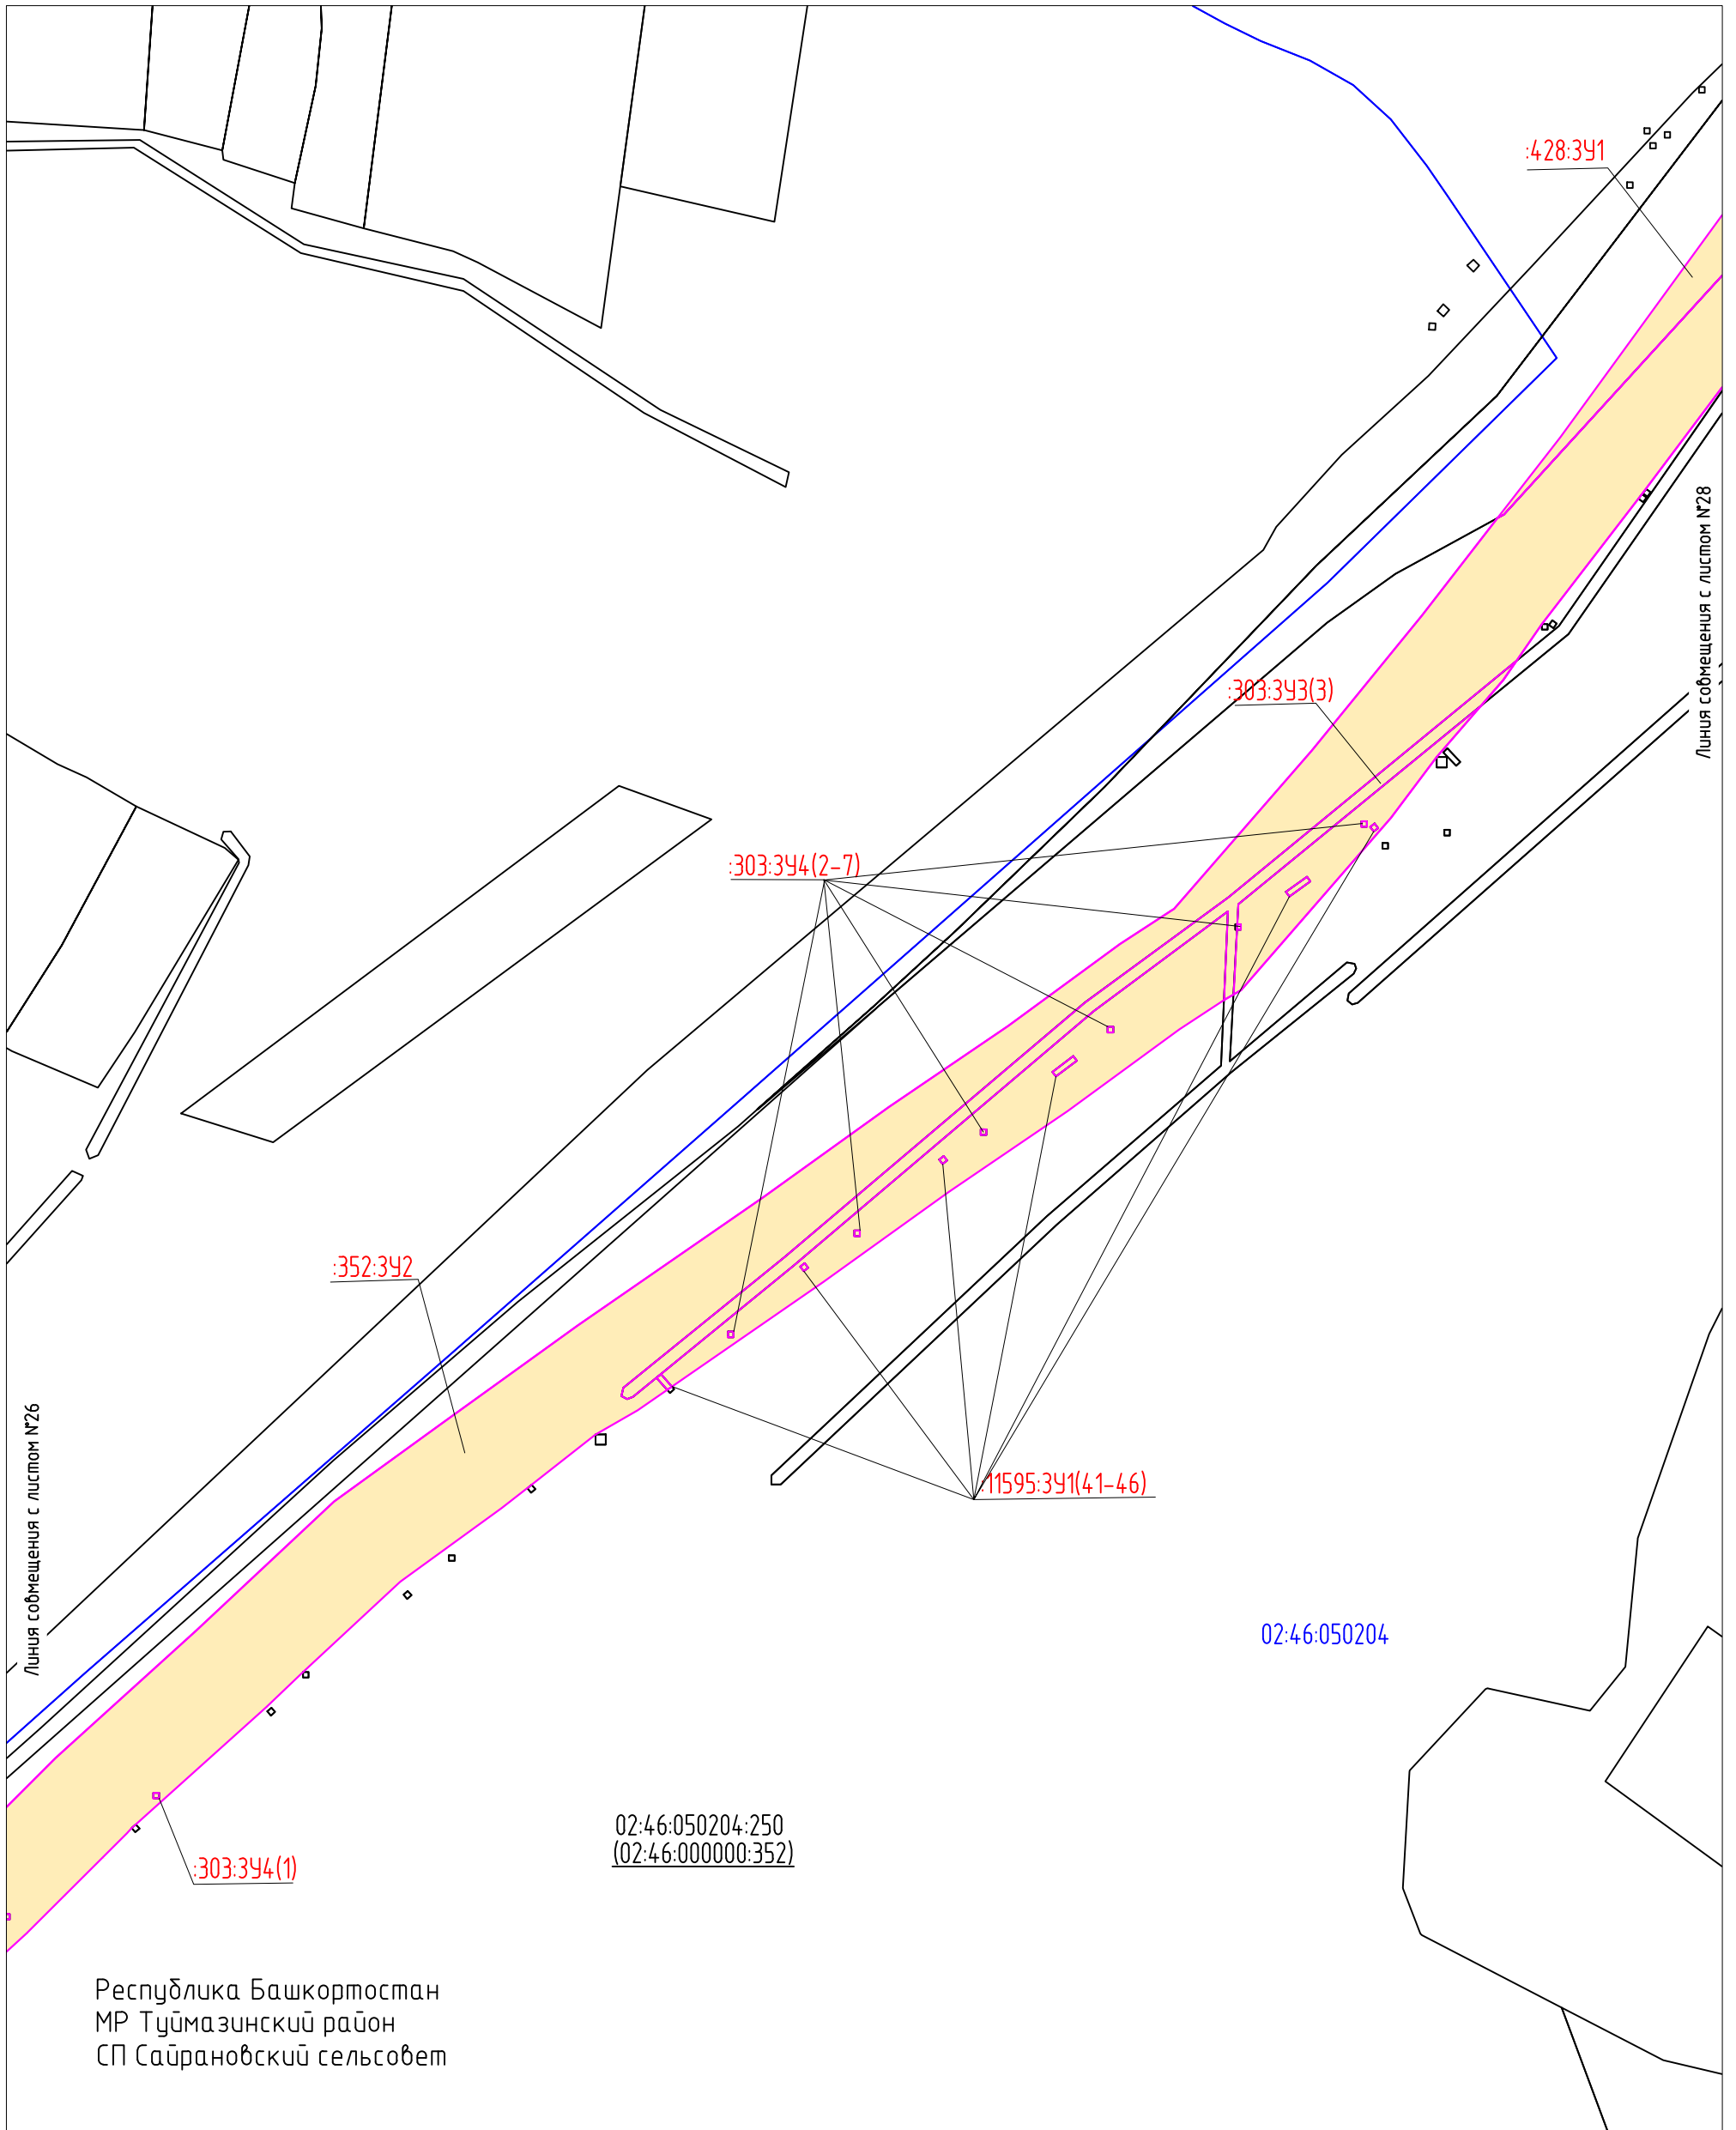 :428:ЗУ1
Линия совмещения с листом №28
:303:ЗУ3(3)
:303:ЗУ4(2-7)
:352:ЗУ2
Линия совмещения с листом №26
:11595:ЗУ1(41-46)
02:46:050204
02:46:050204:250
(02:46:000000:352)
:303:ЗУ4(1)
Республика Башкортостан
МР Туймазинский район
СП Сайрановский сельсовет